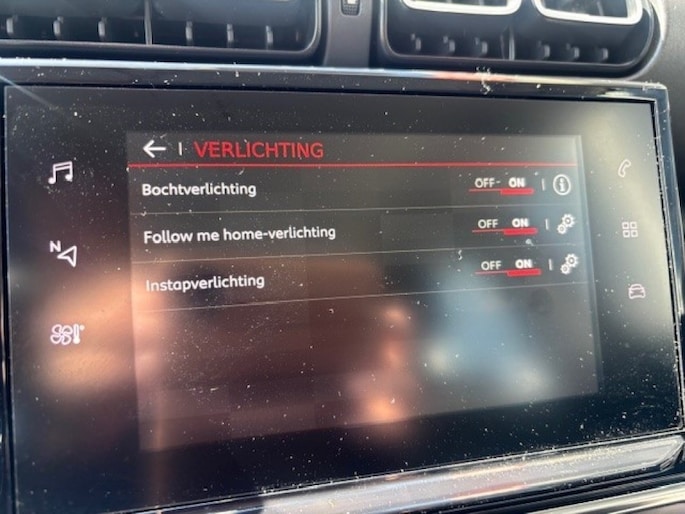 VERLICHTING
Bochtverlichting OFF ON
Follow me home-verlichting OFF ON
Instapverlichting OFF ON
N